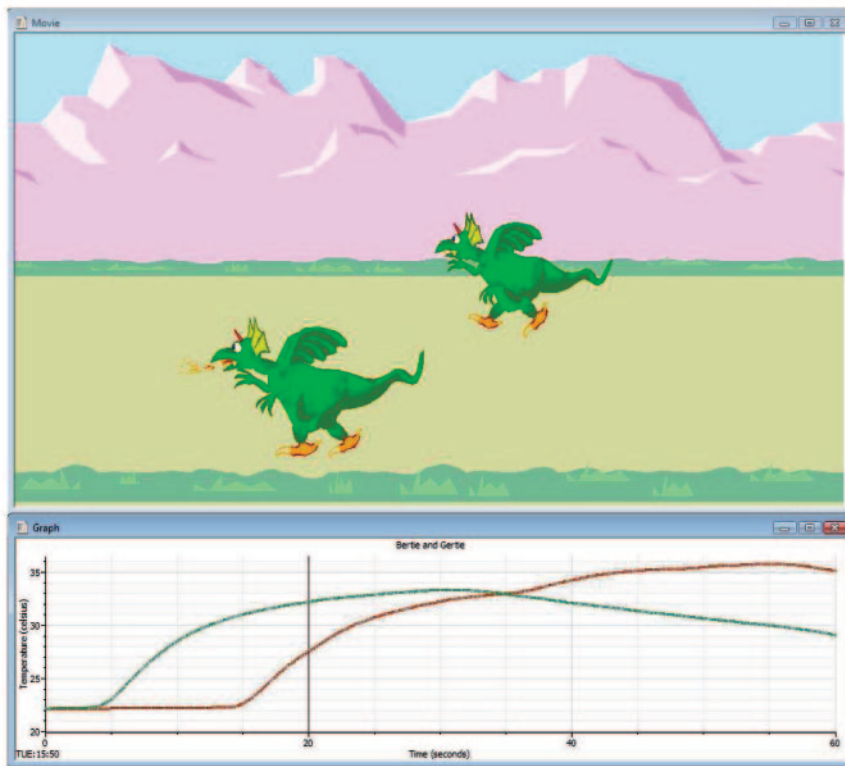 Movie
Graph
Bertie and Gertie
Temperature (celsius)
35
30
25
20
0
20
40
60
Time (seconds)
TUE:15:50